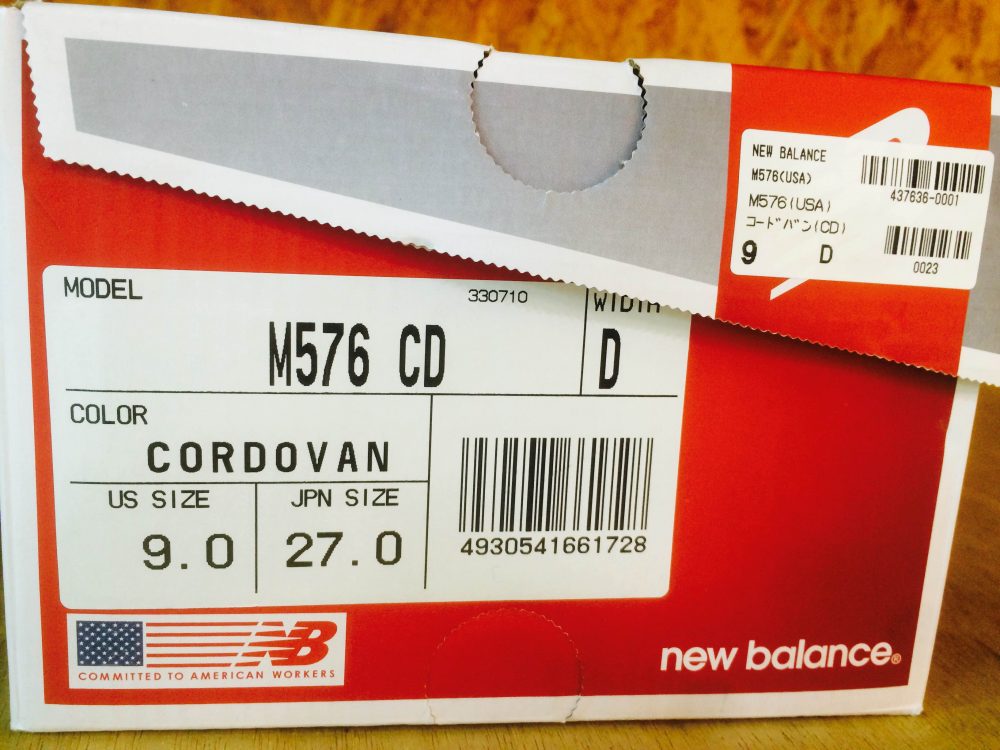 NEW BALANCE
M576(USA)
437636-0001
M576(USA)
コードバン(CD)
9 D
0023
MODEL 330710 WIDTH
M576 CD D
COLOR
CORDOVAN
US SIZE JPN SIZE
9.0 27.0
4930541661728
NB
COMMITTED TO AMERICAN WORKERS
new balance®